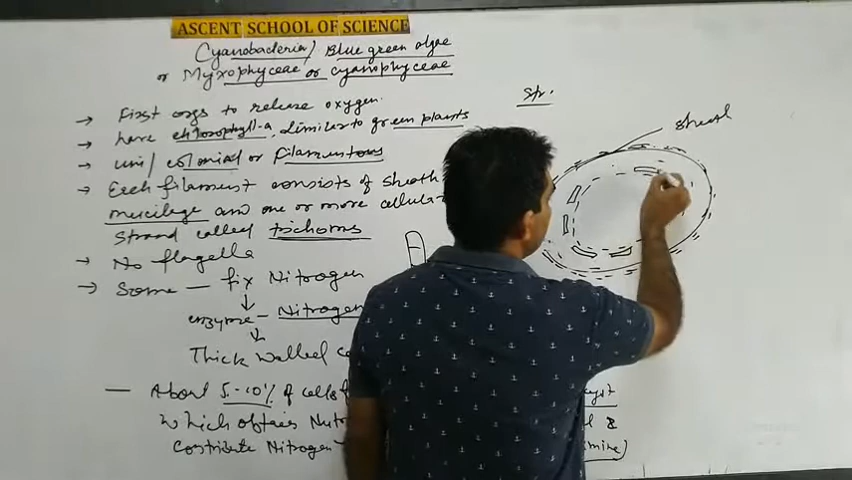 ASCENT SCHOOL OF SCIENCE
Cyanobacteria/ Blue green algae
or Myxophyceae or cyanophyceae
→ First orgs to release oxygen.
→ have chlorophyll-a, similar to green plants
→ uni/ colonial or filamentous
→ Each filament consists of sheath
mucilage and one or more cellular
strand called trichoms
→ No flagella
→ Some — fix Nitrogen
enzyme - Nitrogen
Thick walled
— About 5-10% of cells
which obtains
contribute Nitrogen
Str.
sheath